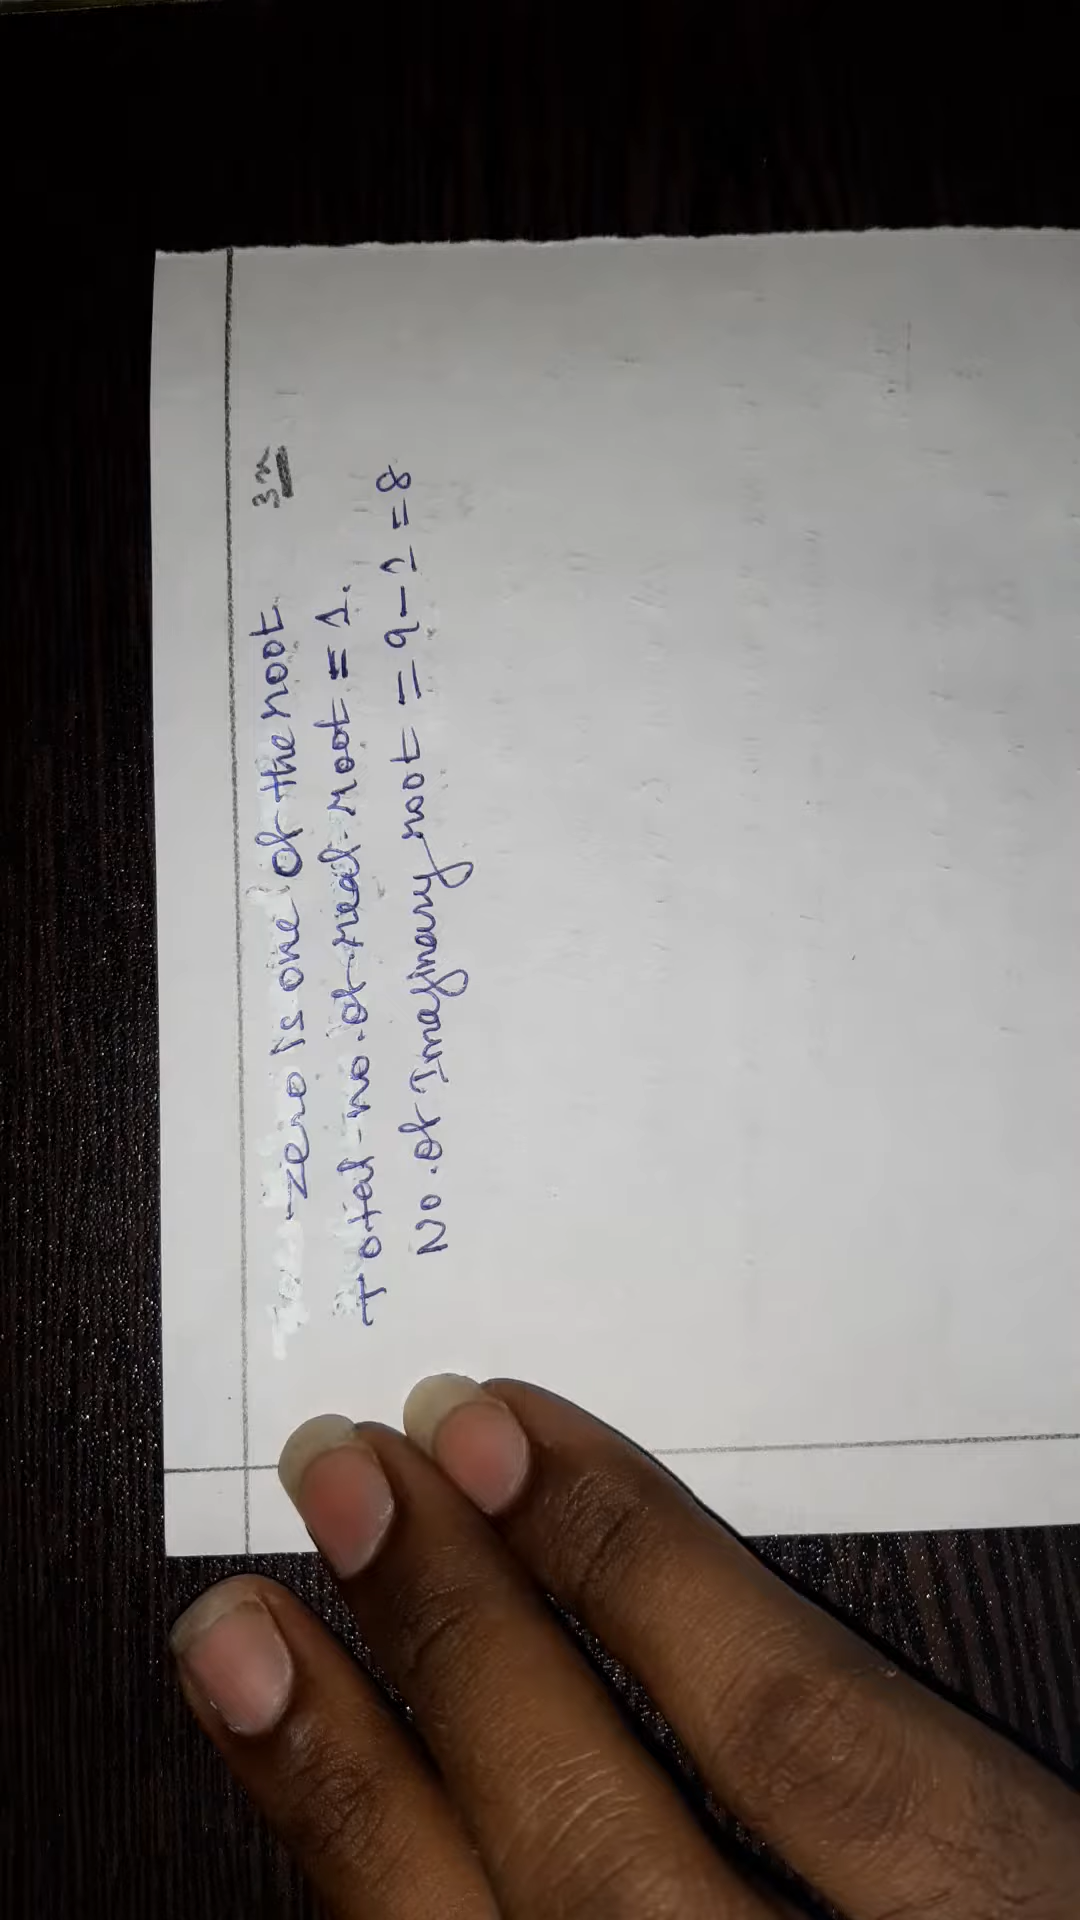 zero is one of the root. 3x
Total no. of real root = 1.
No. of Imaginary root = 9-1 = 8